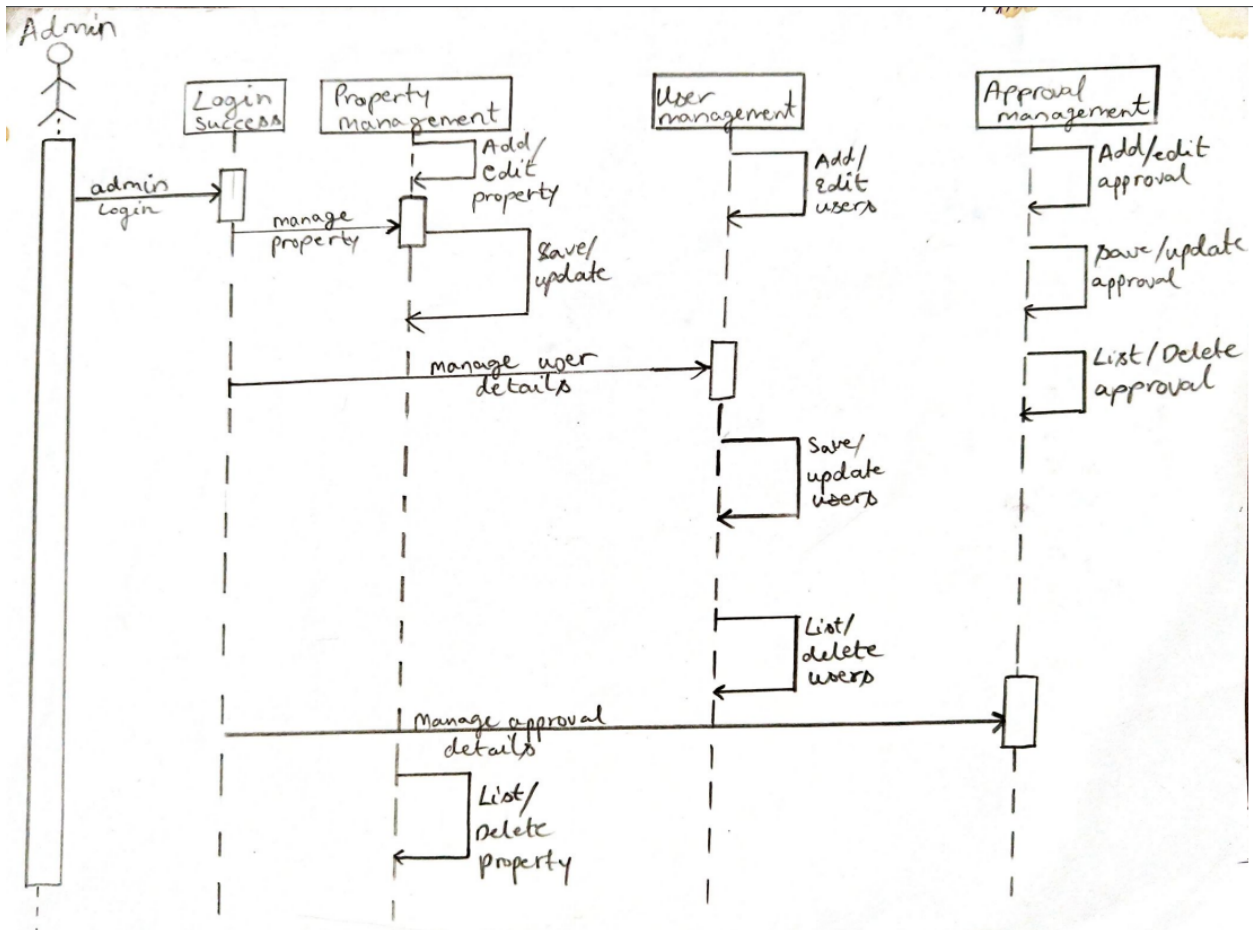 Admin
Login
success
Property
management
User
management
Approval
management
Add/
Edit
property
Add/
Edit
users
Add/edit
approval
admin
Login
manage
property
Save/
update
Save/update
approval
manage user
details
List/Delete
approval
Save/
update
users
List/
delete
users
Manage approval
details
List/
Delete
property